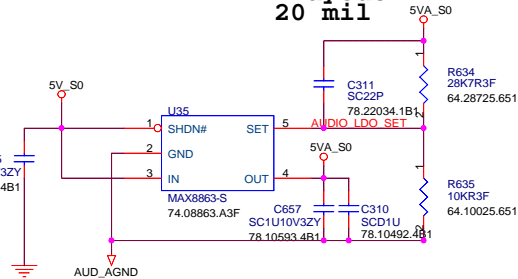 20 mil
5VA_S0
5V_S0
C311
SC22P
78.22034.1B1
1
R634
28K7R3F
64.28725.651
2
U35
1
SHDN#
SET
5
AUDIO_LDO_SET
2
GND
5VA_S0
3
IN
OUT
4
1
R635
10KR3F
64.10025.651
2
3ZY
4B1
MAX8863-S
74.08863.A3F
C657
SC1U10V3ZY
78.10593.4B1
C310
SCD1U
78.10492.4B1
AUD_AGND